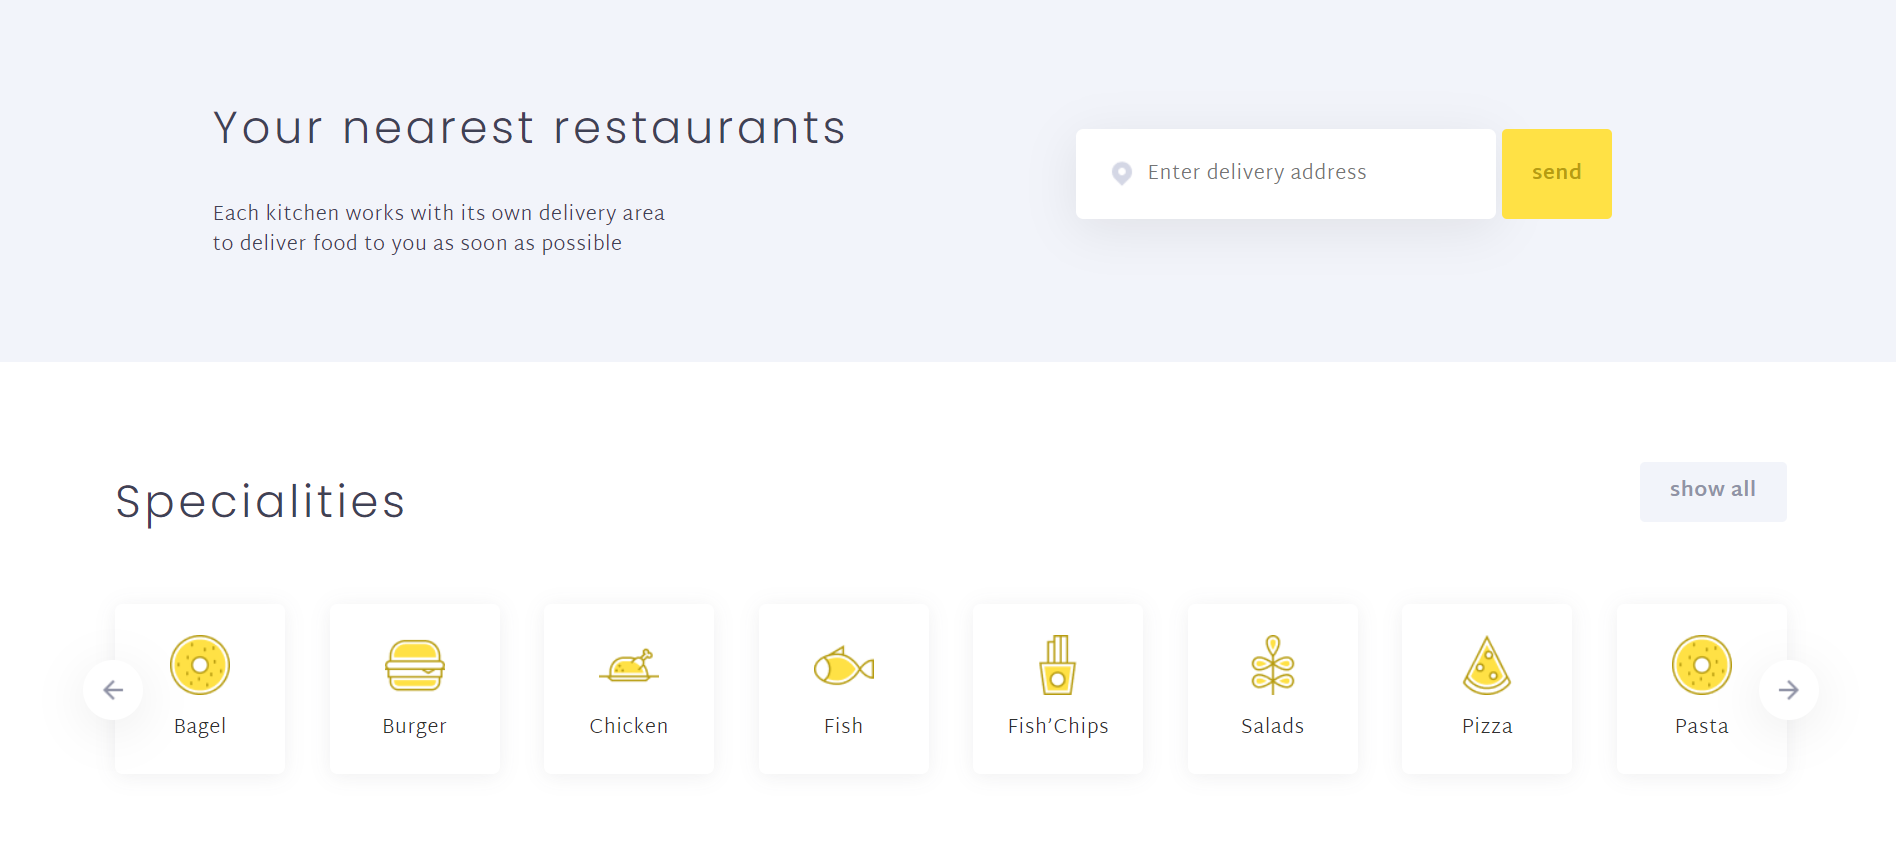 Your nearest restaurants
Each kitchen works with its own delivery area
to deliver food to you as soon as possible
Enter delivery address
send
Specialities
show all
Bagel
Burger
Chicken
Fish
Fish’Chips
Salads
Pizza
Pasta